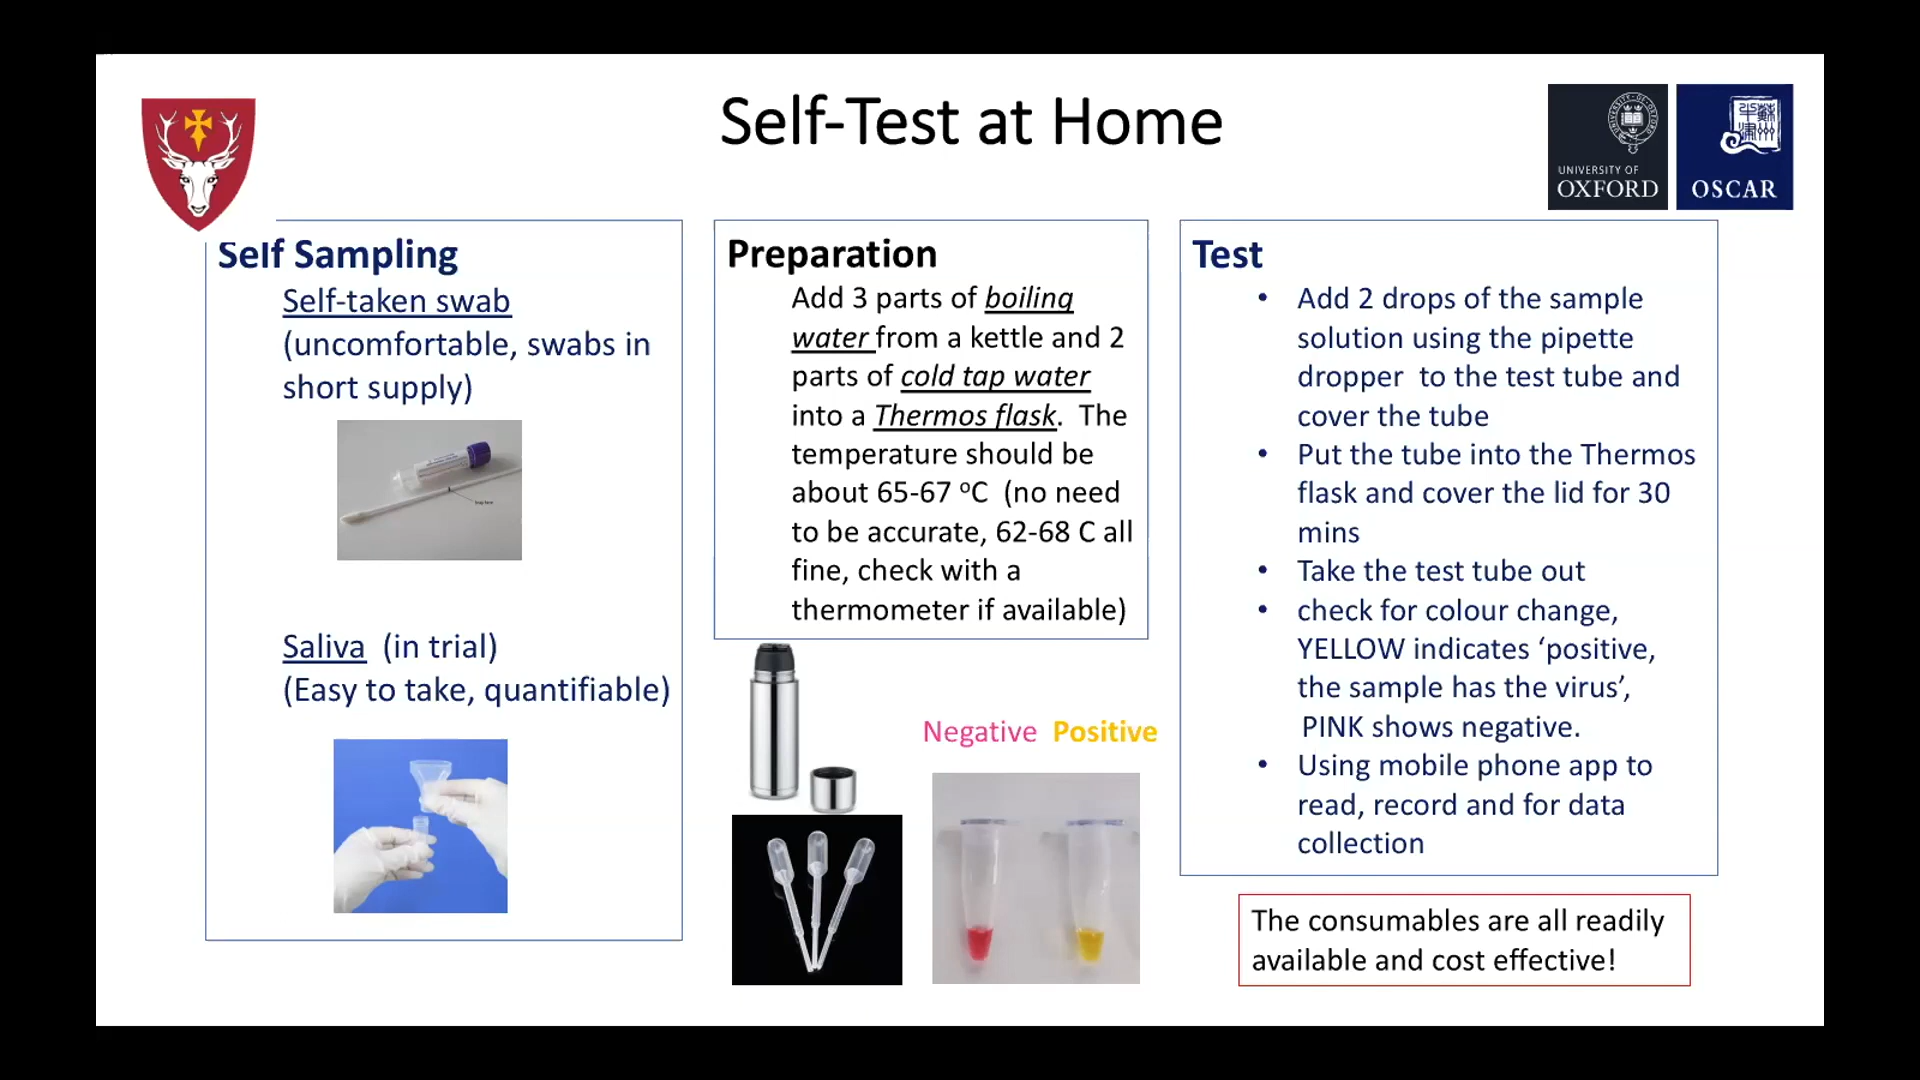 Self-Test at Home
UNIVERSITY OF
OXFORD
OSCAR
Self Sampling
Self-taken swab
(uncomfortable, swabs in
short supply)
Saliva (in trial)
(Easy to take, quantifiable)
Preparation
Add 3 parts of boiling
water from a kettle and 2
parts of cold tap water
into a Thermos flask. The
temperature should be
about 65-67 ºC (no need
to be accurate, 62-68 C all
fine, check with a
thermometer if available)
Negative Positive
Test
• Add 2 drops of the sample
solution using the pipette
dropper to the test tube and
cover the tube
• Put the tube into the Thermos
flask and cover the lid for 30
mins
• Take the test tube out
• check for colour change,
YELLOW indicates ‘positive,
the sample has the virus’,
PINK shows negative.
• Using mobile phone app to
read, record and for data
collection
The consumables are all readily
available and cost effective!